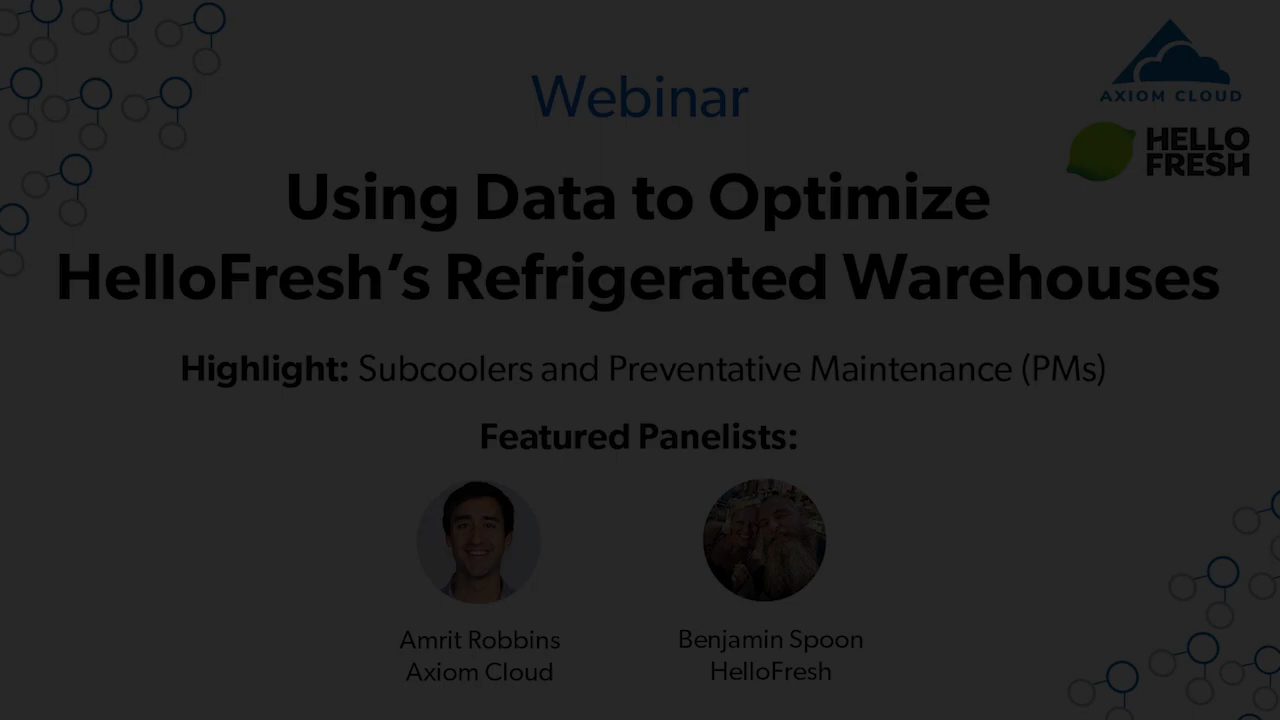 Webinar
AXIOM CLOUD
HELLO
FRESH
Using Data to Optimize
HelloFresh’s Refrigerated Warehouses
Highlight: Subcoolers and Preventative Maintenance (PMs)
Featured Panelists:
Amrit Robbins
Axiom Cloud
Benjamin Spoon
HelloFresh